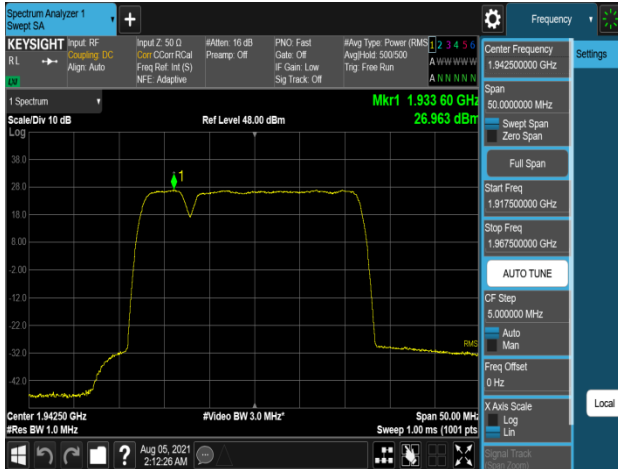 Spectrum Analyzer 1
Swept SA
Frequency
KEYSIGHT
RL
LV
Input: RF
Coupling: DC
Align: Auto
Input Z: 50 Ω
Corr CCorr RCal
Freq Ref: Int (S)
NFE: Adaptive
#Atten: 16 dB
Preamp: Off
PNO: Fast
Gate: Off
IF Gain: Low
Sig Track: Off
#Avg Type: Power (RMS
Avg|Hold: 500/500
Trig: Free Run
1 2 3 4 5 6
A W W W W W
A N N N N N
1 Spectrum
Scale/Div 10 dB
Ref Level 48.00 dBm
Mkr1 1.933 60 GHz
26.963 dBm
Log
38.0
28.0
18.0
8.00
-2.00
-12.0
-22.0
-32.0
-42.0
1
RMS
Center 1.94250 GHz
#Res BW 1.0 MHz
#Video BW 3.0 MHz*
Span 50.00 MHz
Sweep 1.00 ms (1001 pts
Aug 05, 2021
2:12:26 AM
Center Frequency
1.942500000 GHz
Span
50.0000000 MHz
Swept Span
Zero Span
Full Span
Start Freq
1.917500000 GHz
Stop Freq
1.967500000 GHz
AUTO TUNE
CF Step
5.000000 MHz
Auto
Man
Freq Offset
0 Hz
X Axis Scale
Log
Lin
Signal Track
(Span Zoom)
Settings
Local